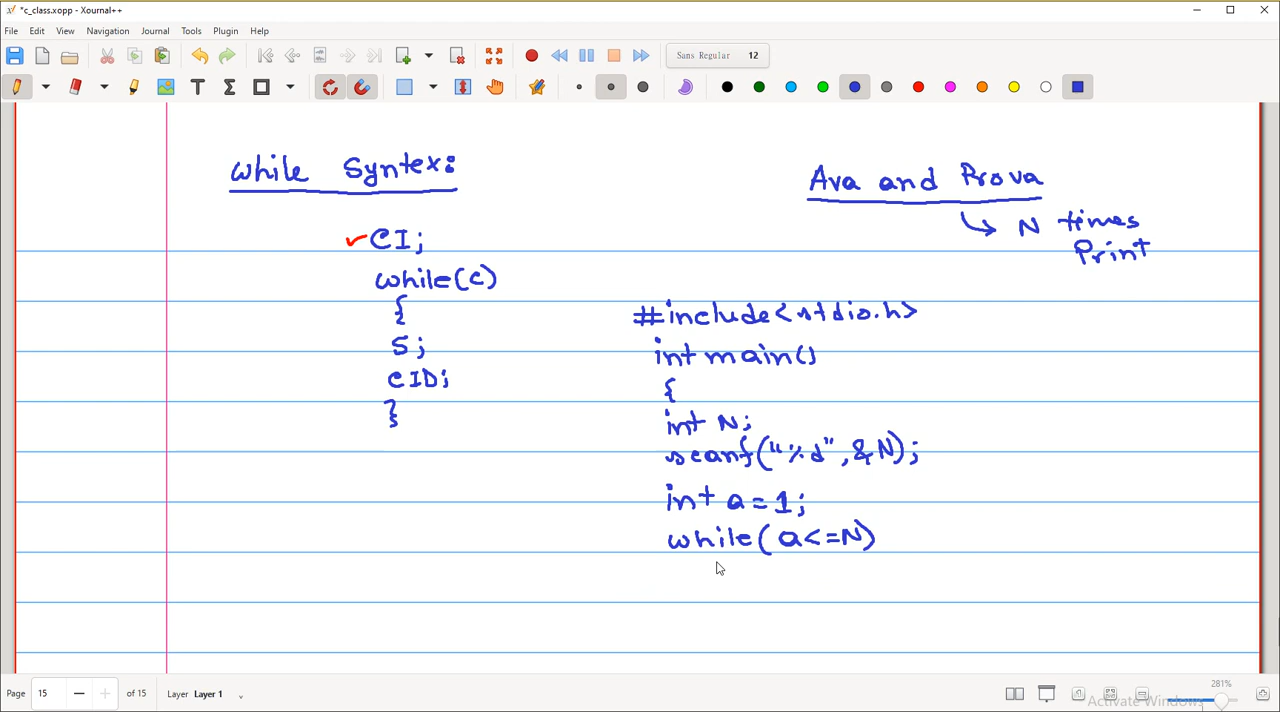 *c_class.xopp - Xournal++
File Edit View Navigation Journal Tools Plugin Help
Sans Regular 12
While Syntex:
CI;
while(c)
{
S;
CID;
}
Ava and Prova
N times
Print
#include<stdio.h>
int main()
{
int N;
scanf("%d",&N);
int a=1;
while(a<=N)
Page 15 of 15 Layer Layer 1
281%
Activate Windows